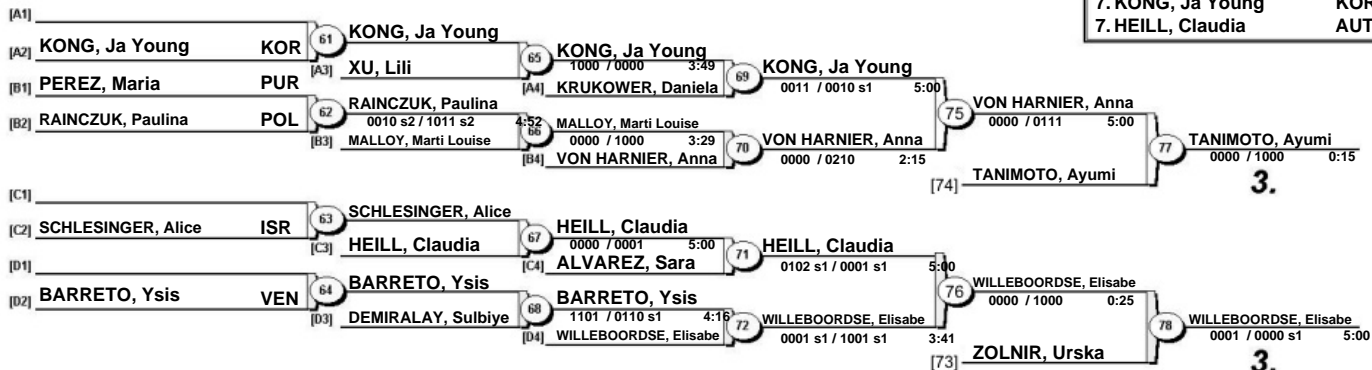 7. KONG, Ja Young KOR
7. HEILL, Claudia AUT
[A1]
[A2] KONG, Ja Young KOR
61 KONG, Ja Young
[A3] XU, Lili
65 KONG, Ja Young
1000 / 0000 3:49
[A4] KRUKOWER, Daniela
69 KONG, Ja Young
0011 / 0010 s1 5:00
[B1] PEREZ, Maria PUR
[B2] RAINCZUK, Paulina POL
62 RAINCZUK, Paulina
0010 s2 / 1011 s2 4:52
[B3] MALLOY, Marti Louise
66 MALLOY, Marti Louise
0000 / 1000 3:29
[B4] VON HARNIER, Anna
70 VON HARNIER, Anna
0000 / 0210 2:15
75 VON HARNIER, Anna
0000 / 0111 5:00
[74] TANIMOTO, Ayumi
77 TANIMOTO, Ayumi
0000 / 1000 0:15
3.
[C1]
[C2] SCHLESINGER, Alice ISR
63 SCHLESINGER, Alice
[C3] HEILL, Claudia
67 HEILL, Claudia
0000 / 0001 5:00
[C4] ALVAREZ, Sara
71 HEILL, Claudia
0102 s1 / 0001 s1 5:00
[D1]
[D2] BARRETO, Ysis VEN
64 BARRETO, Ysis
[D3] DEMIRALAY, Sulbiye
68 BARRETO, Ysis
1101 / 0110 s1 4:16
[D4] WILLEBOORDSE, Elisabe
72 WILLEBOORDSE, Elisabe
0001 s1 / 1001 s1 3:41
76 WILLEBOORDSE, Elisabe
0000 / 1000 0:25
[73] ZOLNIR, Urska
78 WILLEBOORDSE, Elisabe
0001 / 0000 s1 5:00
3.